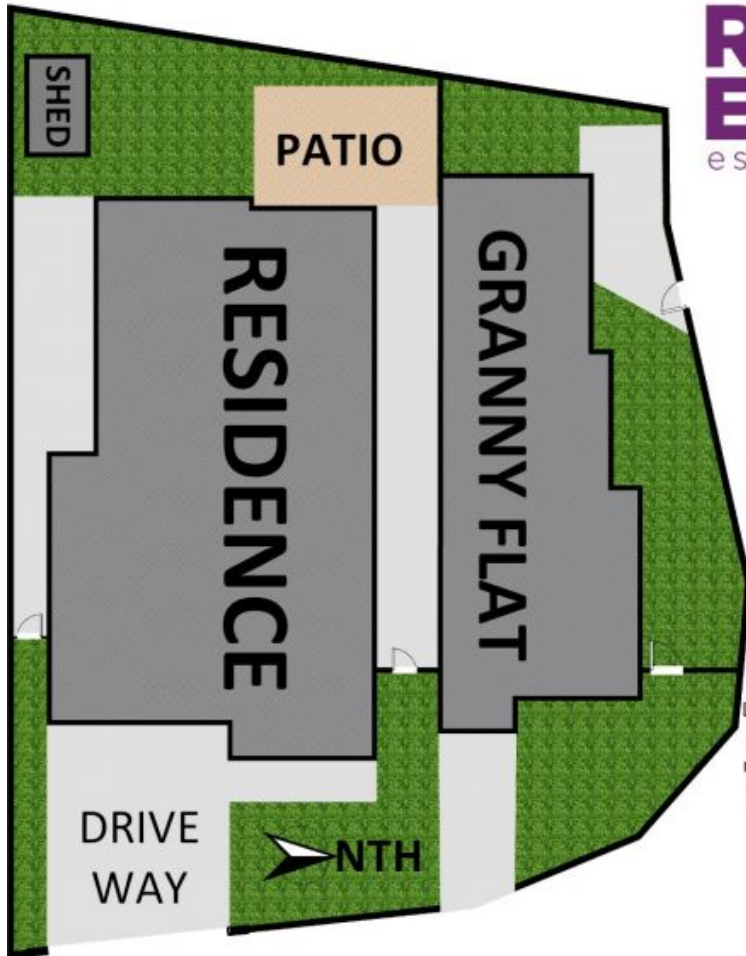 R
E
es
SHED
PATIO
RESIDENCE
GRANNY FLAT
DRIVE
WAY
NTH